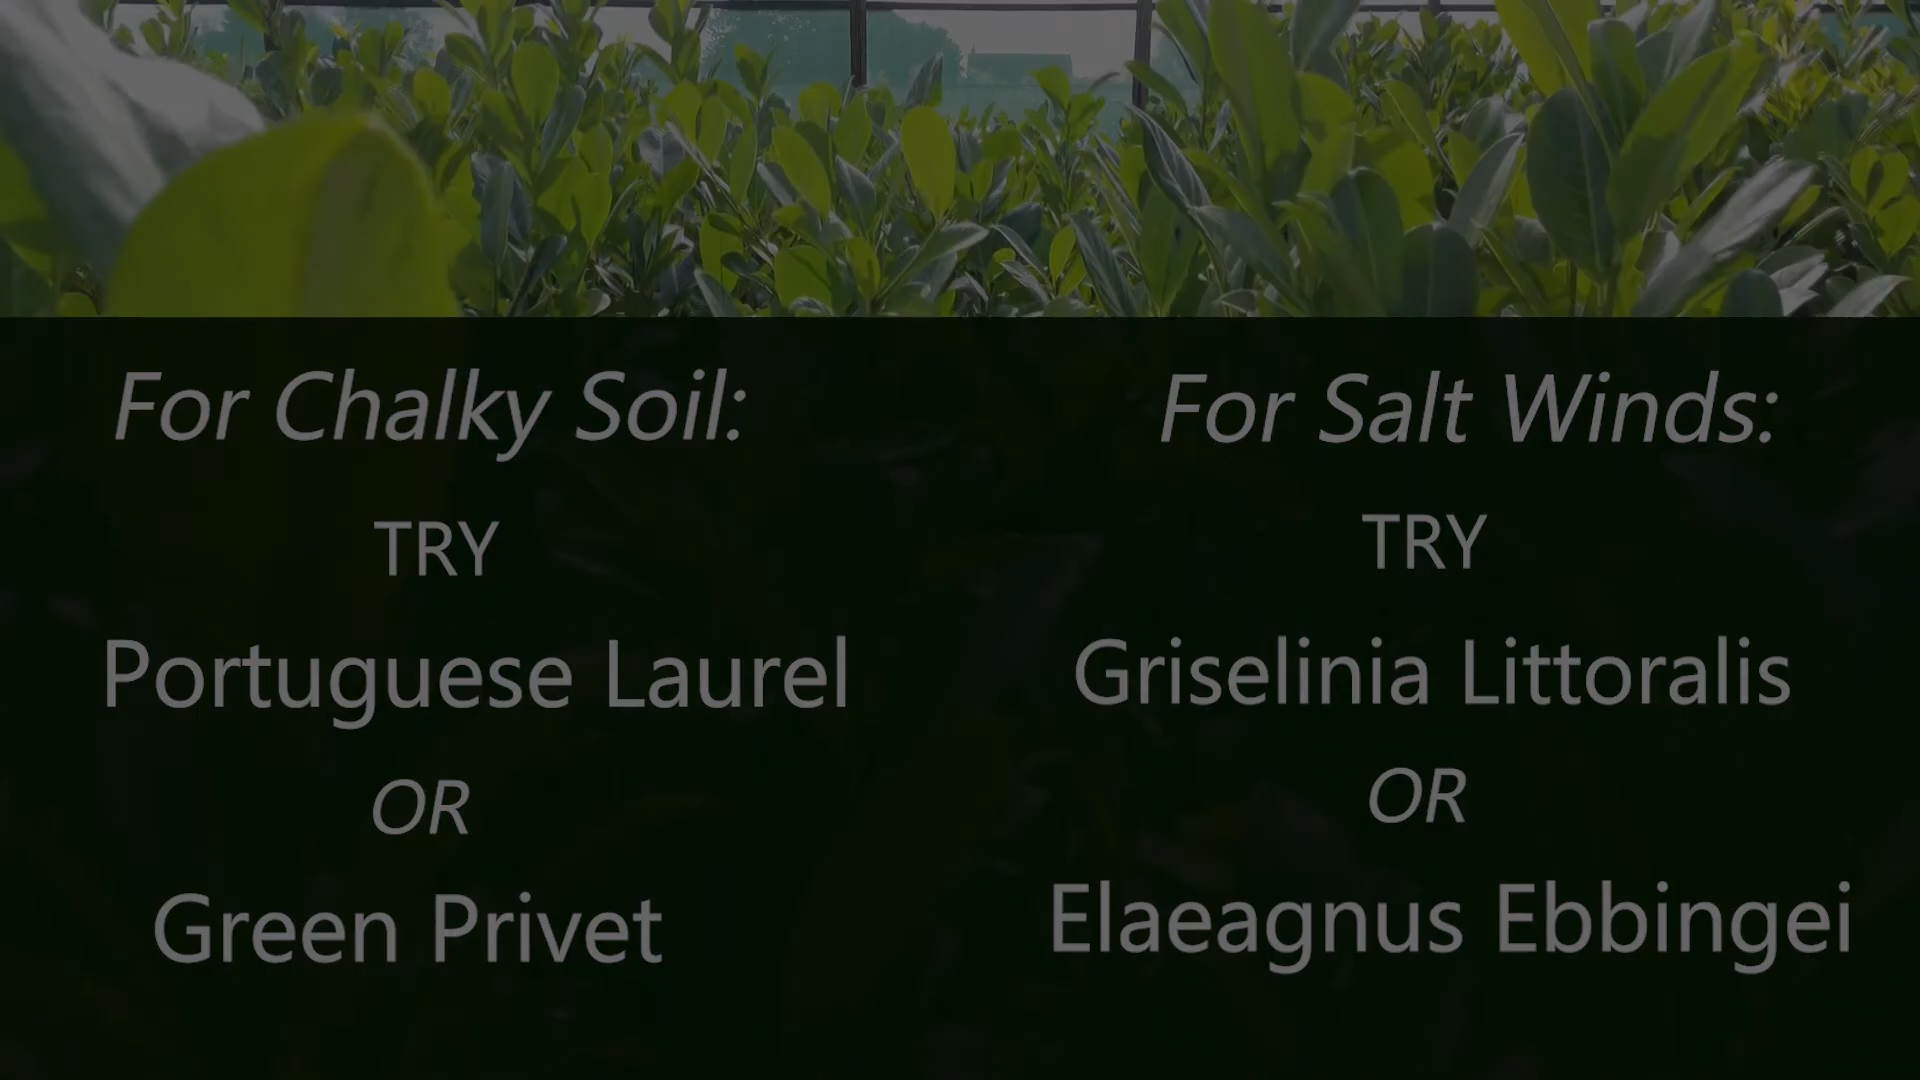 For Chalky Soil:
TRY
Portuguese Laurel
OR
Green Privet
For Salt Winds:
TRY
Griselinia Littoralis
OR
Elaeagnus Ebbingei